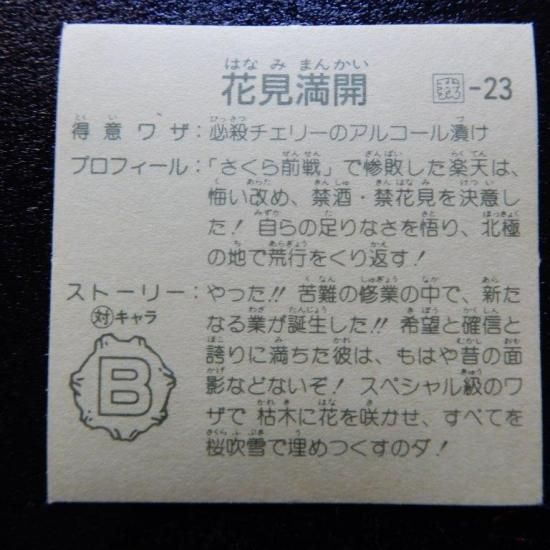 はなみまんかい
花見満開 -23
とくい
得意ワザ：必殺チェリーのアルコール漬け
プロフィール：「さくら前戦」で惨敗した楽天は、
悔い改め、禁酒・禁花見を決意し
た！自らの足りなさを悟り、北極
の地で荒行をくり返す！
ストーリー：やった!!苦難の修業の中で、新た
対キャラ なる業が誕生した!!希望と確信と
誇りに満ちた彼は、もはや昔の面
B 影などないぞ！スペシャル級のワ
ザで枯木に花を咲かせ、すべてを
桜吹雪で埋めつくすのダ！